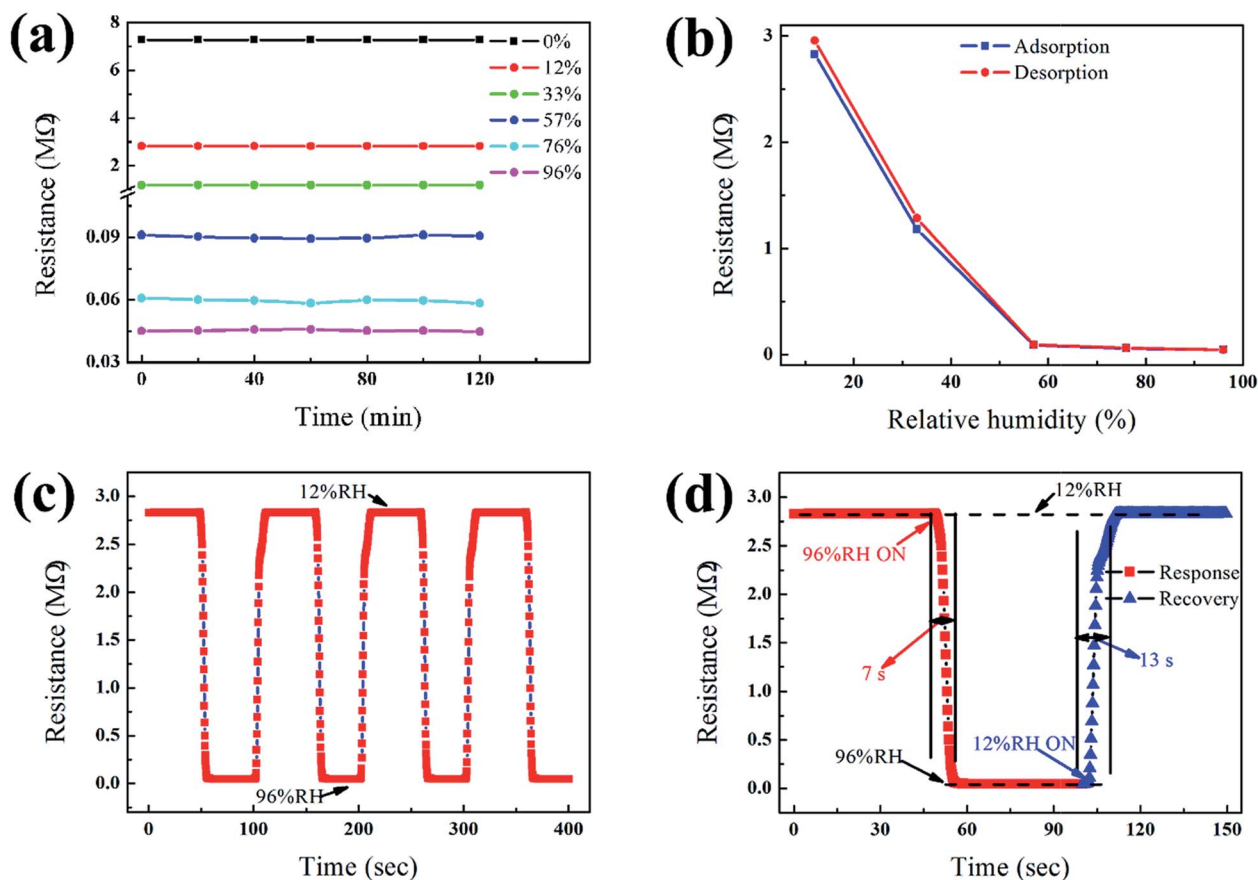 (a)
8
6
4
2
0.09
0.06
0.03
0
40
80
120
Resistance (MΩ)
Time (min)
0%
12%
33%
57%
76%
96%
(b)
3
2
1
0
20
40
60
80
100
Resistance (MΩ)
Relative humidity (%)
Adsorption
Desorption
(c)
3.0
2.5
2.0
1.5
1.0
0.5
0.0
0
100
200
300
400
Resistance (MΩ)
Time (sec)
12%RH
96%RH
(d)
3.0
2.5
2.0
1.5
1.0
0.5
0.0
0
30
60
90
120
150
Resistance (MΩ)
Time (sec)
12%RH
96%RH ON
Response
Recovery
7 s
13 s
96%RH
12%RH ON